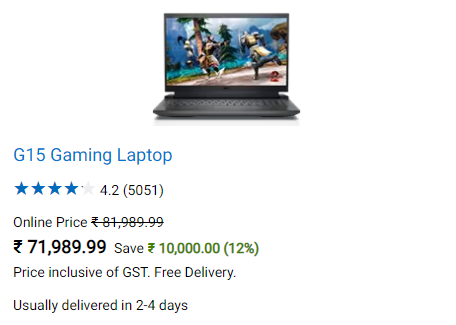 G15 Gaming Laptop
4.2 (5051)
Online Price ₹ 81,989.99
₹ 71,989.99 Save ₹ 10,000.00 (12%)
Price inclusive of GST. Free Delivery.
Usually delivered in 2-4 days